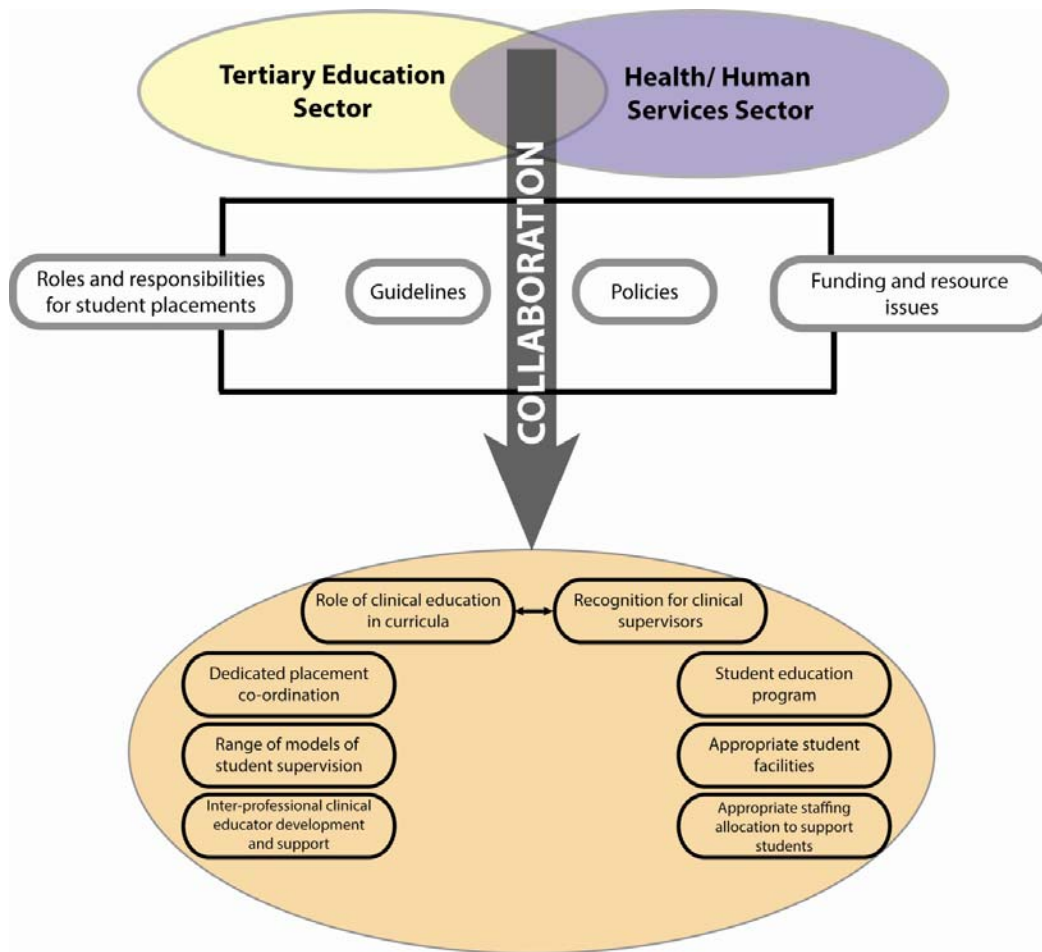 Tertiary Education
Sector
Health/ Human
Services Sector
COLLABORATION
Roles and responsibilities
for student placements
Guidelines
Policies
Funding and resource
issues
Role of clinical education
in curricula
Recognition for clinical
supervisors
Dedicated placement
co-ordination
Student education
program
Range of models of
student supervision
Appropriate student
facilities
Inter-professional clinical
educator development
and support
Appropriate staffing
allocation to support
students